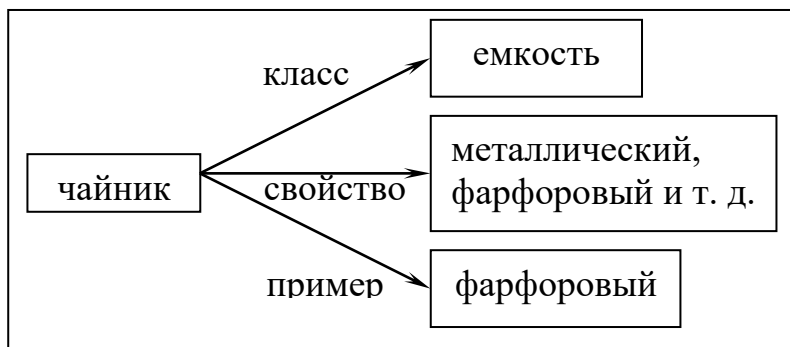 класс
емкость
чайник
свойство
металлический,
фарфоровый и т. д.
пример
фарфоровый